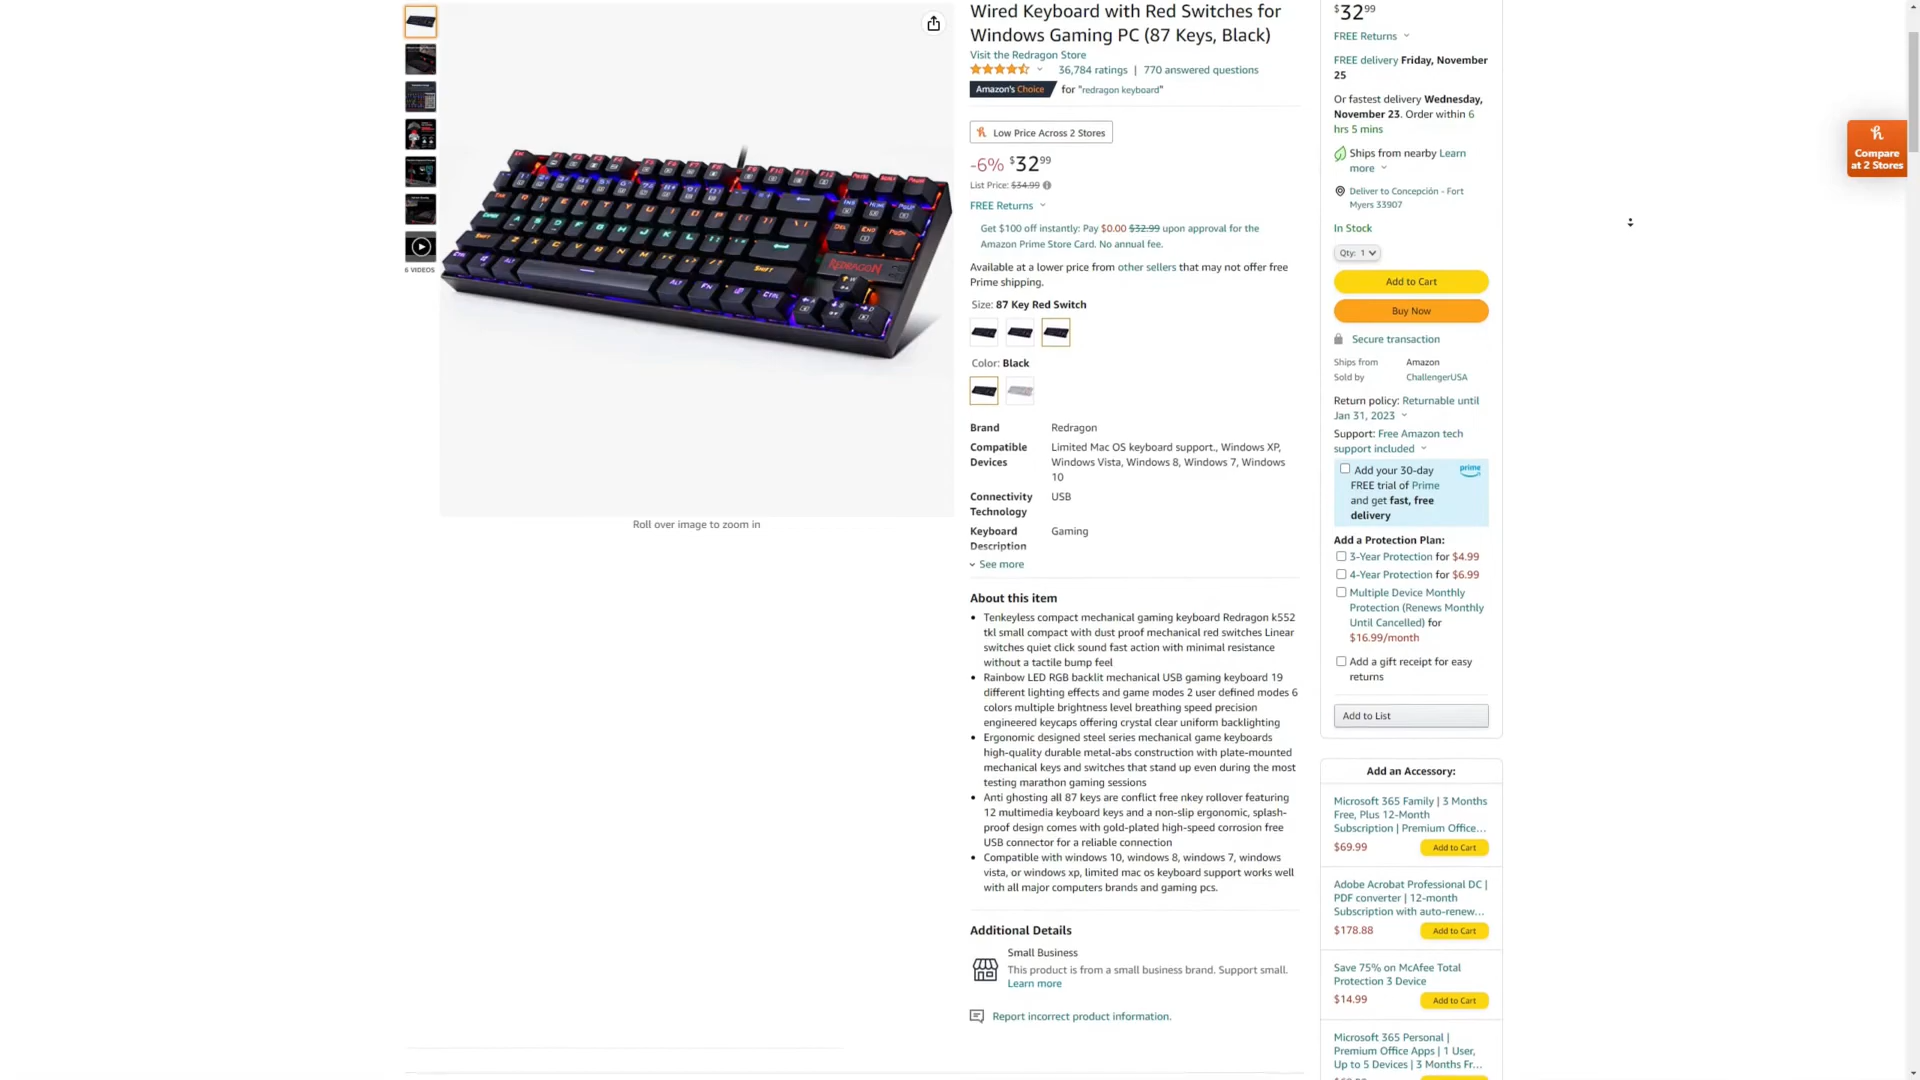 Wired Keyboard with Red Switches for
Windows Gaming PC (87 Keys, Black)
Visit the Redragon Store
36,784 ratings | 770 answered questions
Amazon's Choice for "redragon keyboard"
Low Price Across 2 Stores
-6% $32 99
List Price: $34.99
FREE Returns
Get $100 off instantly: Pay $0.00 $32.99 upon approval for the
Amazon Prime Store Card. No annual fee.
Available at a lower price from other sellers that may not offer free
Prime shipping.
Size: 87 Key Red Switch
Color: Black
Brand Redragon
Compatible Devices Limited Mac OS keyboard support., Windows XP,
Windows Vista, Windows 8, Windows 7, Windows
10
Connectivity Technology USB
Keyboard Description Gaming
See more
About this item
Tenkeyless compact mechanical gaming keyboard Redragon k552
tkl small compact with dust proof mechanical red switches Linear
switches quiet click sound fast action with minimal resistance
without a tactile bump feel
Rainbow LED RGB backlit mechanical USB gaming keyboard 19
different lighting effects and game modes 2 user defined modes 6
colors multiple brightness level breathing speed precision
engineered keycaps offering crystal clear uniform backlighting
Ergonomic designed steel series mechanical game keyboards
high-quality durable metal-abs construction with plate-mounted
mechanical keys and switches that stand up even during the most
testing marathon gaming sessions
Anti ghosting all 87 keys are conflict free nkey rollover featuring
12 multimedia keyboard keys and a non-slip ergonomic, splash-
proof design comes with gold-plated high-speed corrosion free
USB connector for a reliable connection
Compatible with windows 10, windows 8, windows 7, windows
vista, or windows xp, limited mac os keyboard support works well
with all major computers brands and gaming pcs.
Additional Details
Small Business
This product is from a small business brand. Support small.
Learn more
Report incorrect product information.
6 VIDEOS
REDRAGON
Roll over image to zoom in
$32 99
FREE Returns
FREE delivery Friday, November
25
Or fastest delivery Wednesday,
November 23. Order within 6
hrs 5 mins
Ships from nearby Learn
more
Deliver to Concepción - Fort
Myers 33907
In Stock
Qty: 1
Add to Cart
Buy Now
Secure transaction
Ships from Amazon
Sold by ChallengerUSA
Return policy: Returnable until
Jan 31, 2023
Support: Free Amazon tech
support included
Add your 30-day prime
FREE trial of Prime
and get fast, free
delivery
Add a Protection Plan:
3-Year Protection for $4.99
4-Year Protection for $6.99
Multiple Device Monthly
Protection (Renews Monthly
Until Cancelled) for
$16.99/month
Add a gift receipt for easy
returns
Add to List
Add an Accessory:
Microsoft 365 Family | 3 Months
Free, Plus 12-Month
Subscription | Premium Office...
$69.99 Add to Cart
Adobe Acrobat Professional DC |
PDF converter | 12-month
Subscription with auto-renew...
$178.88 Add to Cart
Save 75% on McAfee Total
Protection 3 Device
$14.99 Add to Cart
Microsoft 365 Personal |
Premium Office Apps | 1 User,
Up to 5 Devices | 3 Months Fr...
Compare
at 2 Stores